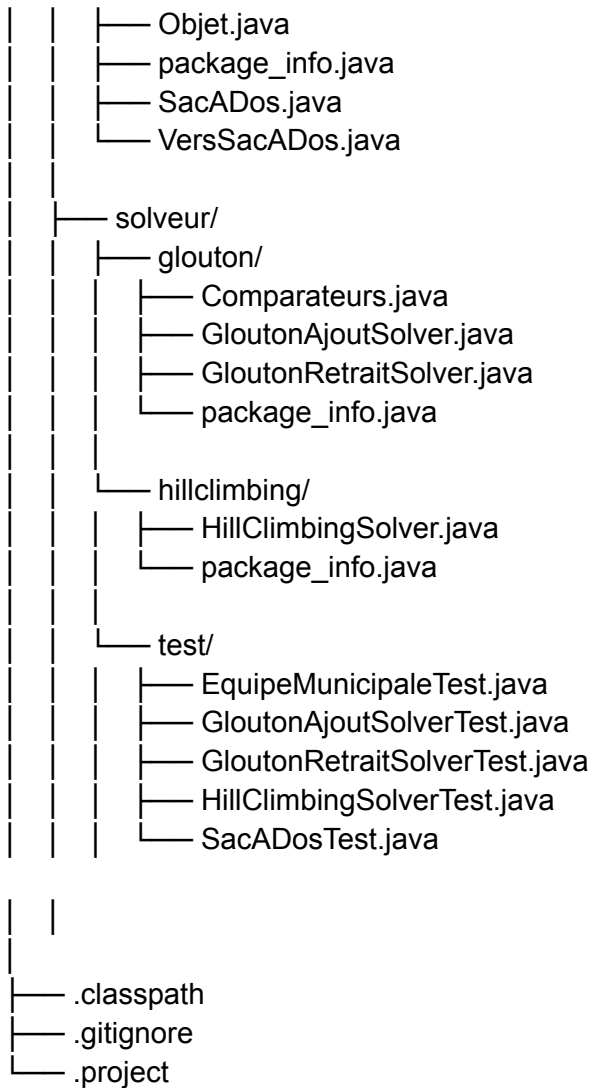 │ │ ├── Objet.java
│ │ ├── package_info.java
│ │ ├── SacADos.java
│ │ └── VersSacADos.java
│ │
│ ├── solveur/
│ │ ├── glouton/
│ │ │ ├── Comparateurs.java
│ │ │ ├── GloutonAjoutSolver.java
│ │ │ ├── GloutonRetraitSolver.java
│ │ │ └── package_info.java
│ │ │
│ │ └── hillclimbing/
│ │ │ ├── HillClimbingSolver.java
│ │ │ └── package_info.java
│ │ │
│ │ └── test/
│ │ │ ├── EquipeMunicipaleTest.java
│ │ │ ├── GloutonAjoutSolverTest.java
│ │ │ ├── GloutonRetraitSolverTest.java
│ │ │ ├── HillClimbingSolverTest.java
│ │ │ └── SacADosTest.java
│ │
│
├── .classpath
├── .gitignore
└── .project